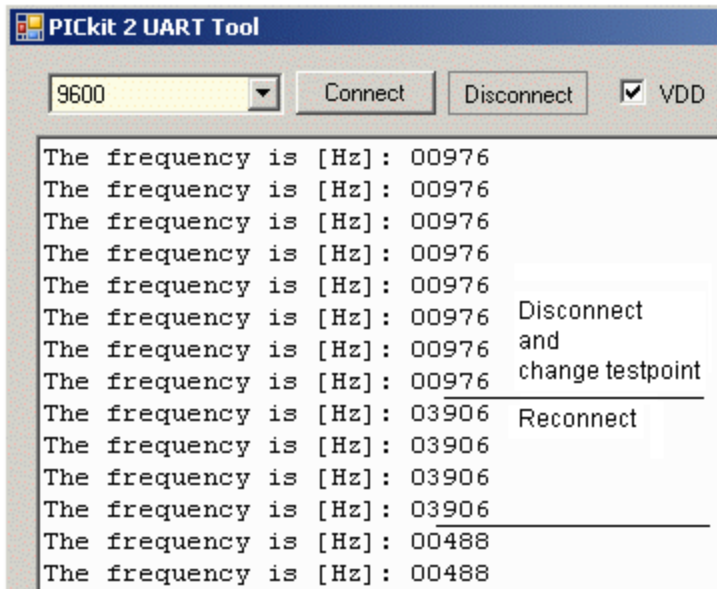 PICkit 2 UART Tool
9600 Connect Disconnect VDD
The frequency is [Hz]: 00976
The frequency is [Hz]: 00976
The frequency is [Hz]: 00976
The frequency is [Hz]: 00976
The frequency is [Hz]: 00976
The frequency is [Hz]: 00976
The frequency is [Hz]: 00976
The frequency is [Hz]: 00976
Disconnect
and
change testpoint
The frequency is [Hz]: 03906
Reconnect
The frequency is [Hz]: 03906
The frequency is [Hz]: 03906
The frequency is [Hz]: 03906
The frequency is [Hz]: 00488
The frequency is [Hz]: 00488